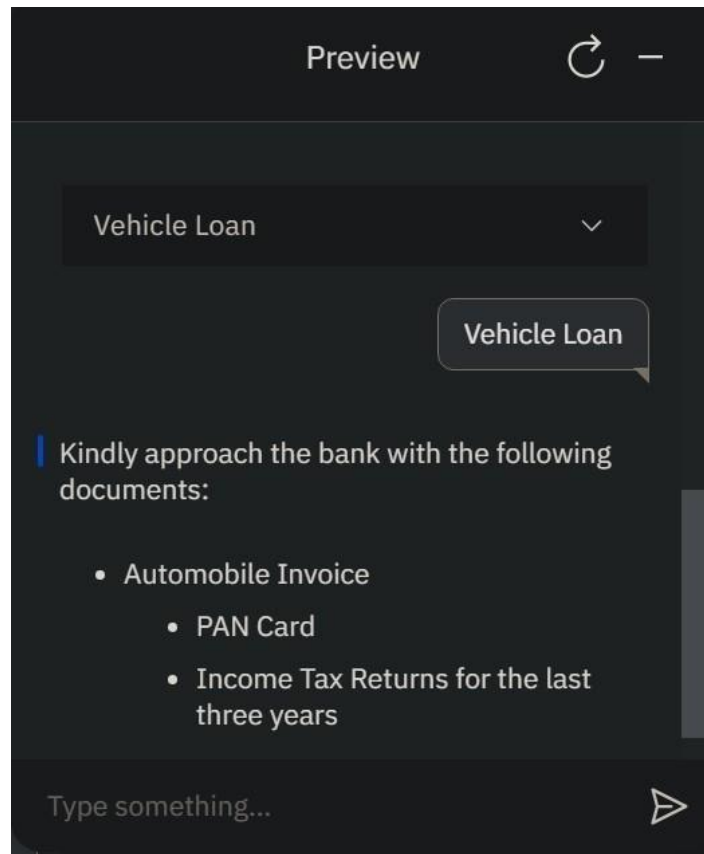 Preview
Vehicle Loan
Vehicle Loan
Kindly approach the bank with the following
documents:
• Automobile Invoice
• PAN Card
• Income Tax Returns for the last
three years
Type something...